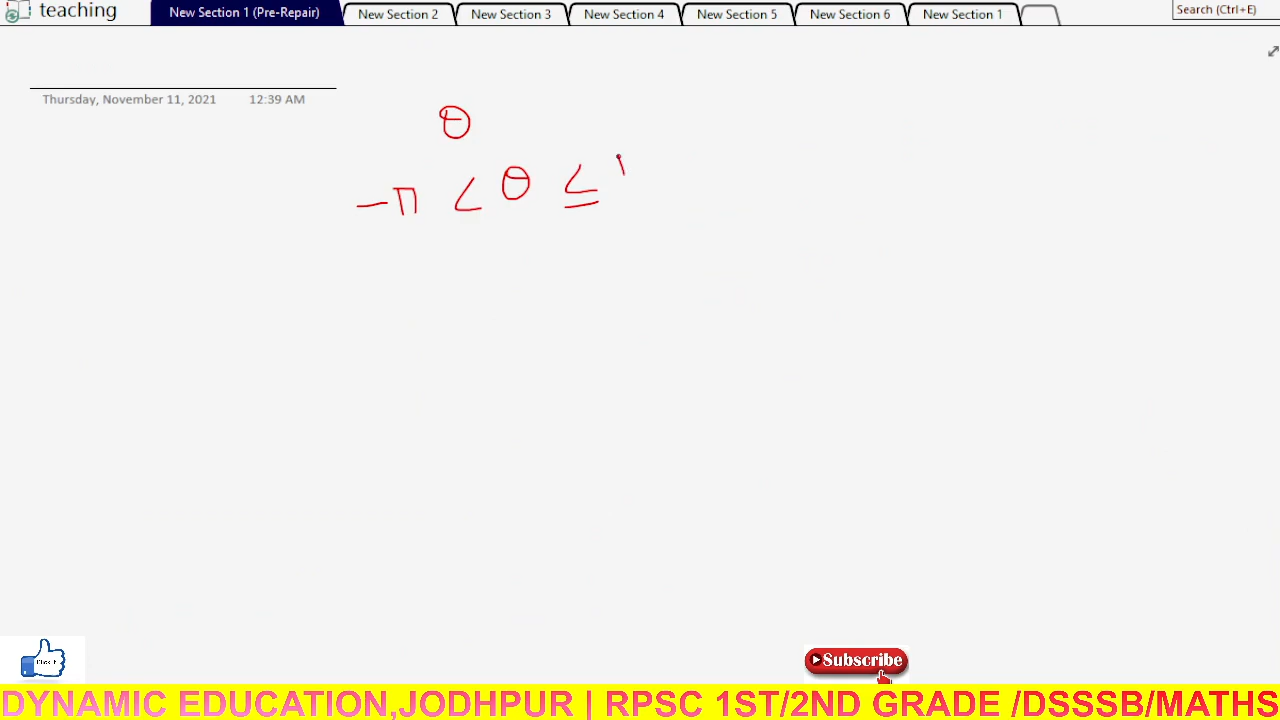 teaching
New Section 1 (Pre-Repair) New Section 2 New Section 3 New Section 4 New Section 5 New Section 6 New Section 1
Search (Ctrl+E)
Thursday, November 11, 2021 12:39 AM
θ
-π < θ ≤
Subscribe
DYNAMIC EDUCATION,JODHPUR | RPSC 1ST/2ND GRADE /DSSSB/MATHS